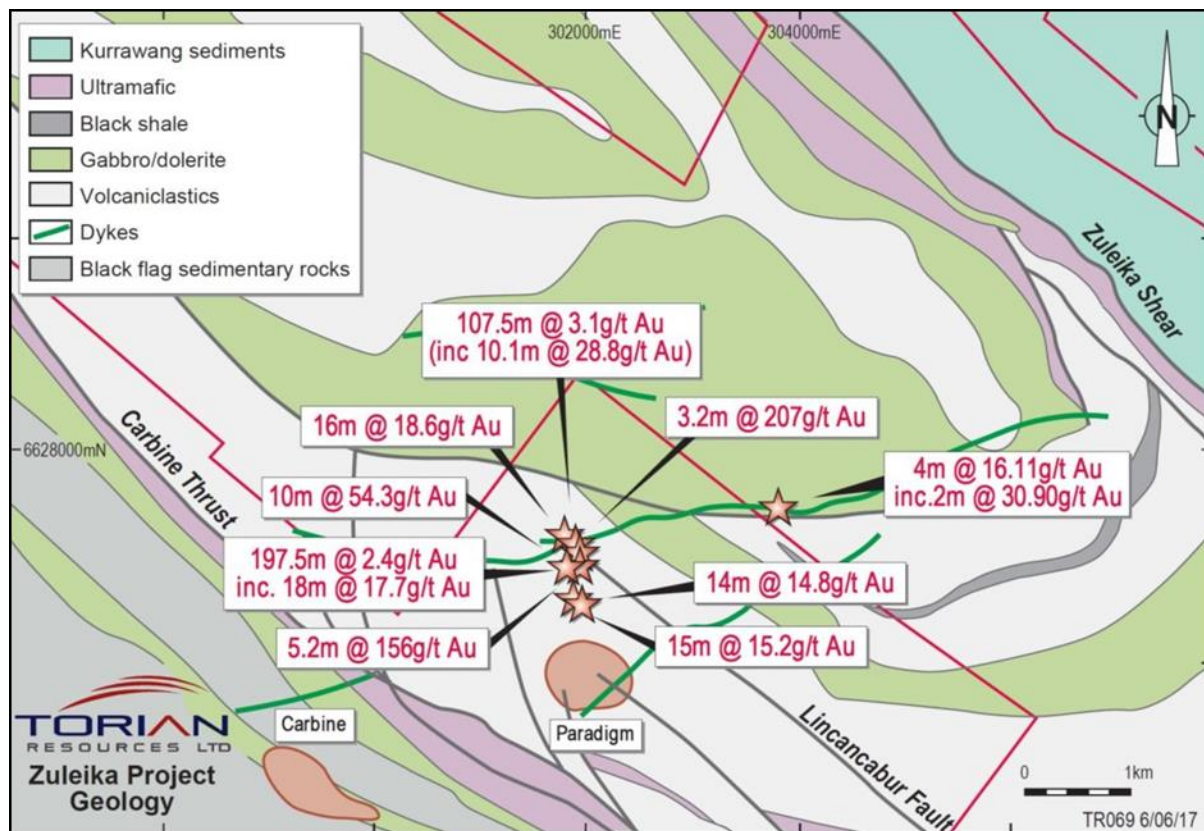 Kurrawang sediments
Ultramafic
Black shale
Gabbro/dolerite
Volcaniclastics
Dykes
Black flag sedimentary rocks
302000mE
304000mE
N
Zuleika Shear
107.5m @ 3.1g/t Au
(inc 10.1m @ 28.8g/t Au)
16m @ 18.6g/t Au
3.2m @ 207g/t Au
6628000mN
Carbine Thrust
10m @ 54.3g/t Au
4m @ 16.11g/t Au
inc.2m @ 30.90g/t Au
197.5m @ 2.4g/t Au
inc. 18m @ 17.7g/t Au
14m @ 14.8g/t Au
5.2m @ 156g/t Au
15m @ 15.2g/t Au
Lincancabur Fault
TORIAN
RESOURCES LTD
Carbine
Paradigm
Zuleika Project
Geology
0 1km
TR069 6/06/17